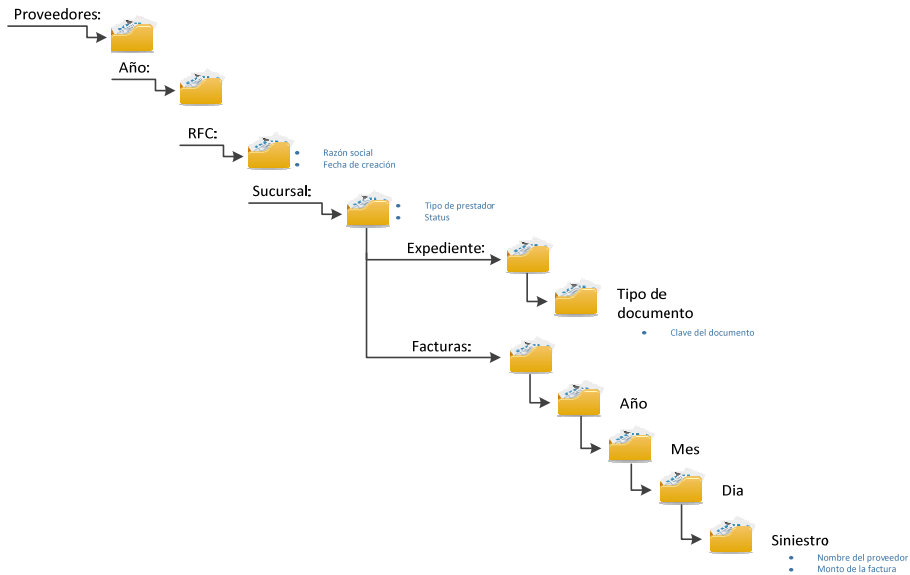 Proveedores:
Año:
RFC:
• Razón social
• Fecha de creación
Sucursal:
• Tipo de prestador
• Status
Expediente:
Tipo de
documento
• Clave del documento
Facturas:
Año
Mes
Dia
Siniestro
• Nombre del proveedor
• Monto de la factura